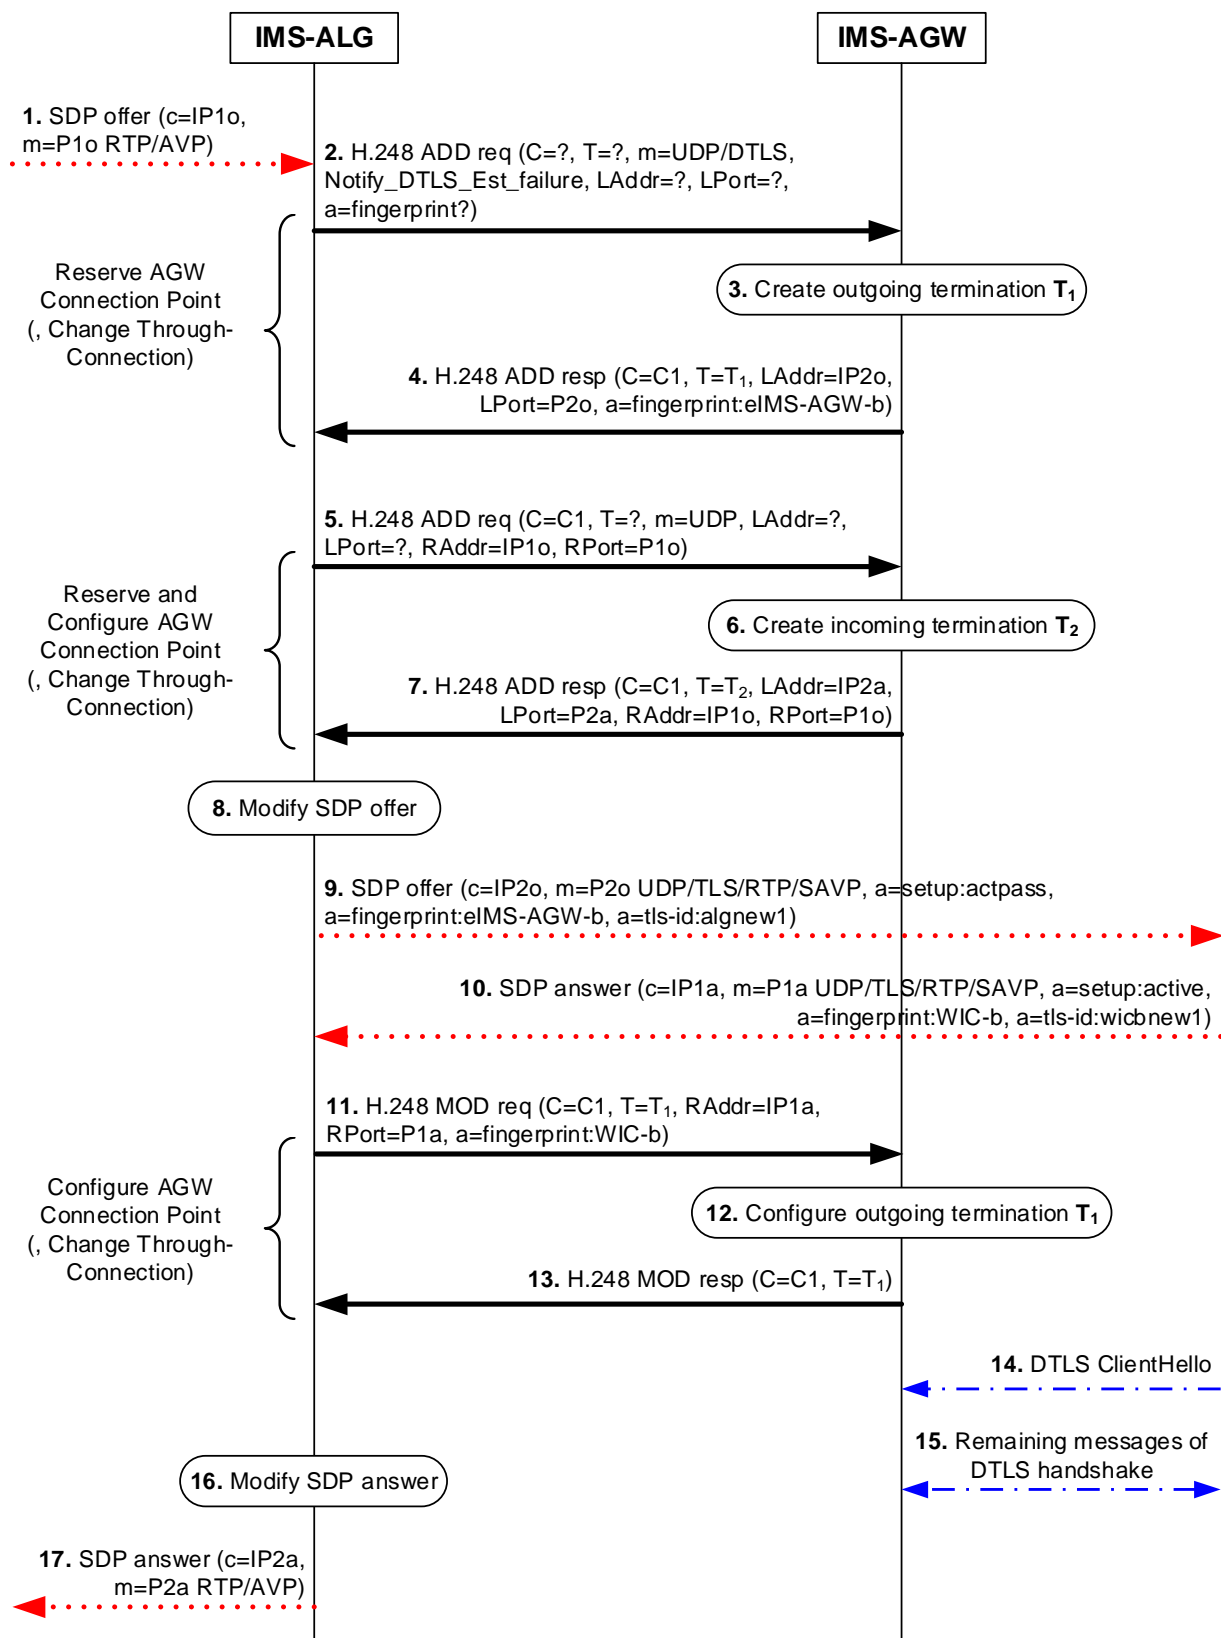 IMS-ALG
IMS-AGW
1. SDP offer (c=IP1o,
m=P1o RTP/AVP)
2. H.248 ADD req (C=?, T=?, m=UDP/DTLS,
Notify_DTLS_Est_failure, LAddr=?, LPort=?,
a=fingerprint?)
Reserve AGW
Connection Point
(, Change Through-
Connection)
3. Create outgoing termination T1
4. H.248 ADD resp (C=C1, T=T1, LAddr=IP2o,
LPort=P2o, a=fingerprint:eIMS-AGW-b)
5. H.248 ADD req (C=C1, T=?, m=UDP, LAddr=?,
LPort=?, RAddr=IP1o, RPort=P1o)
Reserve and
Configure AGW
Connection Point
(, Change Through-
Connection)
6. Create incoming termination T2
7. H.248 ADD resp (C=C1, T=T2, LAddr=IP2a,
LPort=P2a, RAddr=IP1o, RPort=P1o)
8. Modify SDP offer
9. SDP offer (c=IP2o, m=P2o UDP/TLS/RTP/SAVP, a=setup:actpass,
a=fingerprint:eIMS-AGW-b, a=tls-id:algnew1)
10. SDP answer (c=IP1a, m=P1a UDP/TLS/RTP/SAVP, a=setup:active,
a=fingerprint:WIC-b, a=tls-id:wicbnew1)
11. H.248 MOD req (C=C1, T=T1, RAddr=IP1a,
RPort=P1a, a=fingerprint:WIC-b)
Configure AGW
Connection Point
(, Change Through-
Connection)
12. Configure outgoing termination T1
13. H.248 MOD resp (C=C1, T=T1)
14. DTLS ClientHello
15. Remaining messages of
DTLS handshake
16. Modify SDP answer
17. SDP answer (c=IP2a,
m=P2a RTP/AVP)